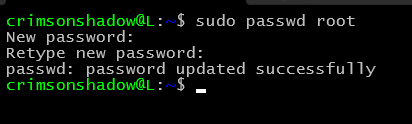 crimsonshadow@L:~$ sudo passwd root
New password:
Retype new password:
passwd: password updated successfully
crimsonshadow@L:~$